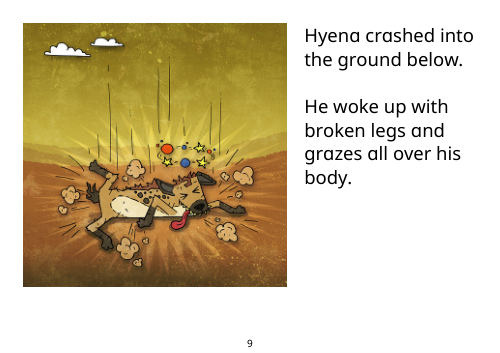 Hyena crashed into
the ground below.
He woke up with
broken legs and
grazes all over his
body.
9